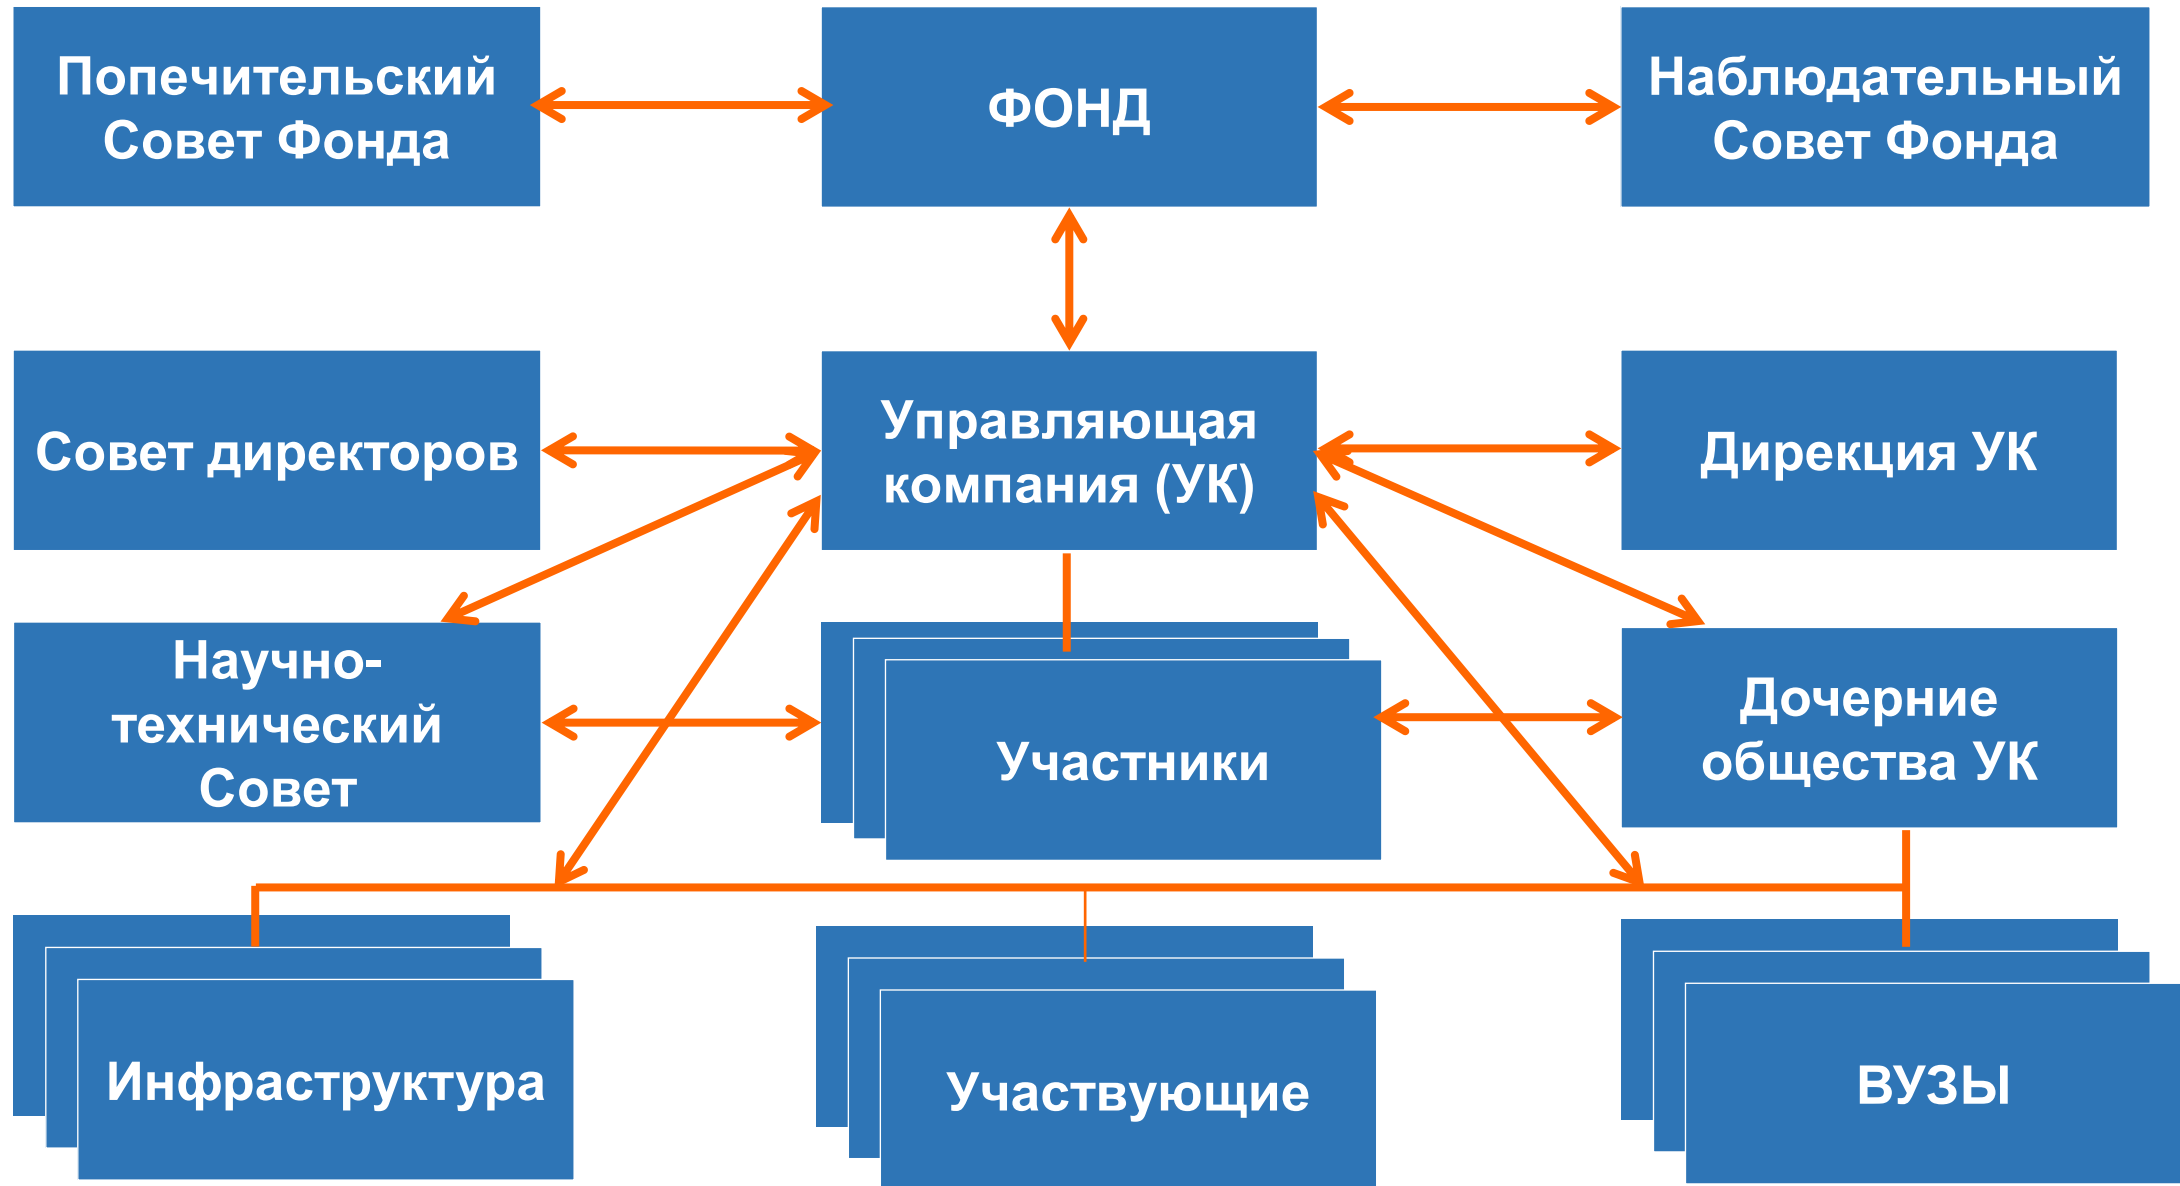 Попечительский
Совет Фонда
ФОНД
Наблюдательный
Совет Фонда
Совет директоров
Управляющая
компания (УК)
Дирекция УК
Научно-
технический
Совет
Участники
Дочерние
общества УК
Инфраструктура
Участвующие
ВУЗЫ